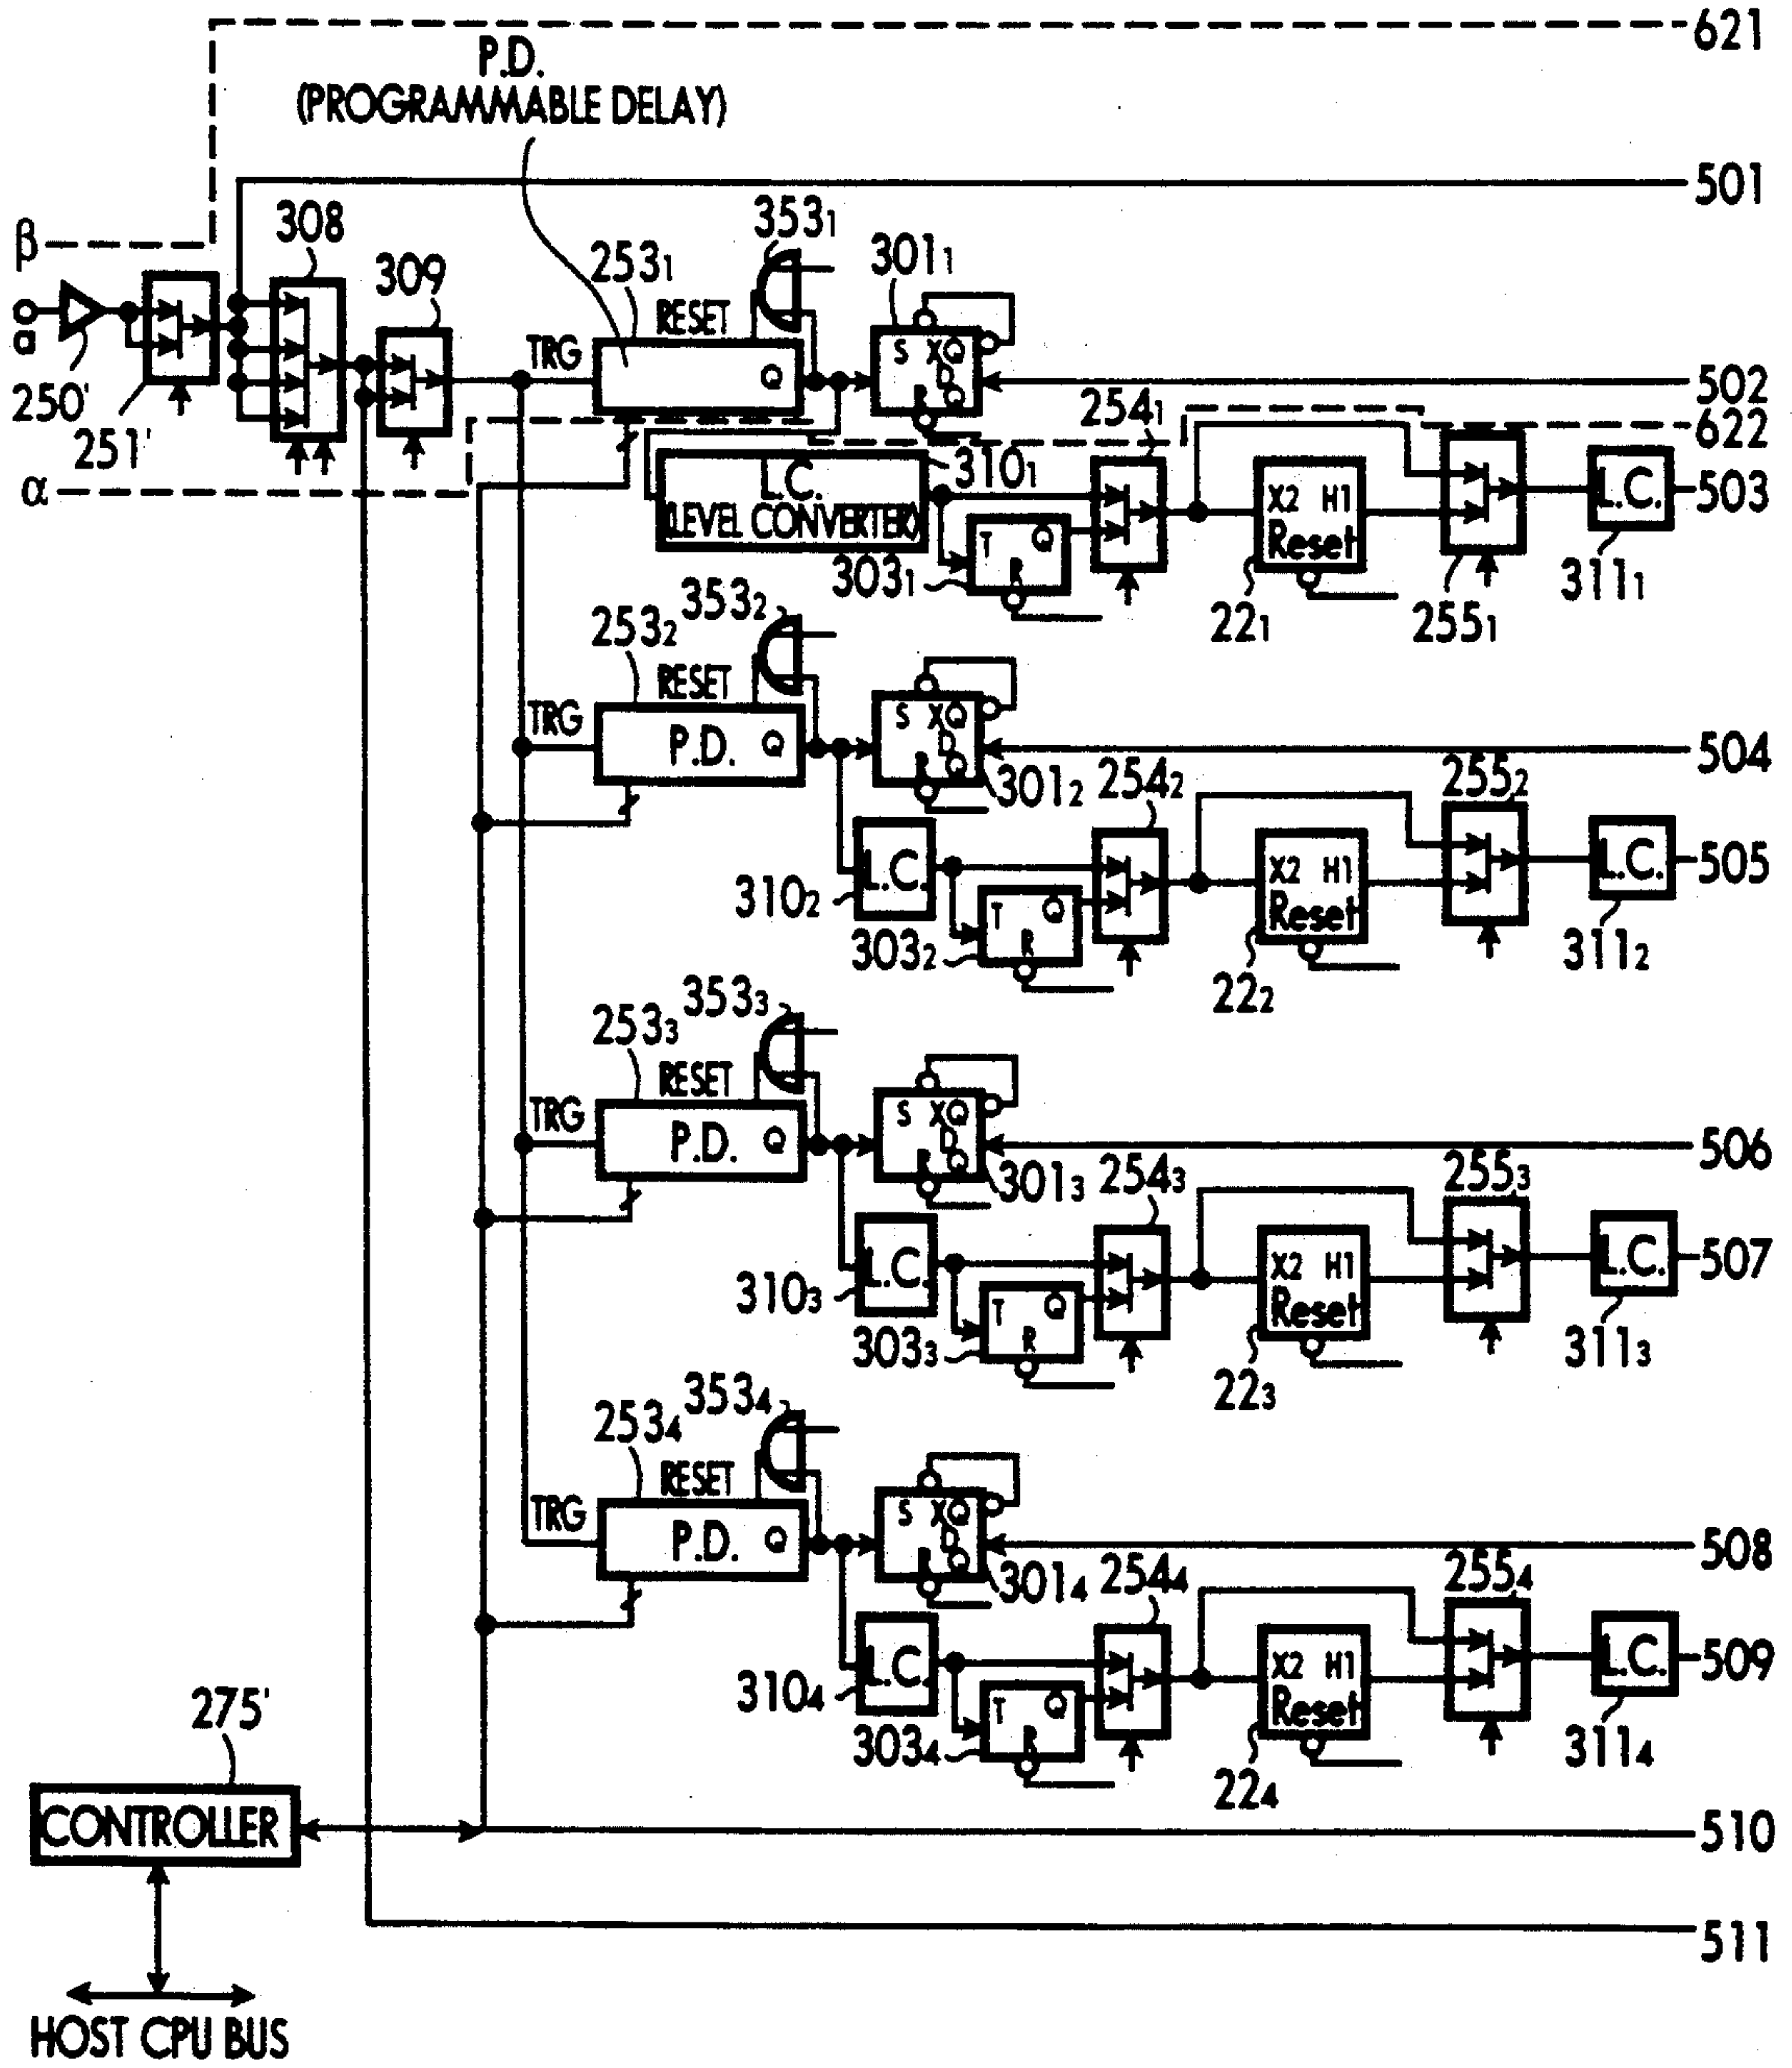 621
P.D.
(PROGRAMMABLE DELAY)
501
β
308
353₁
309
253₁
301₁
RESET
a
TRG
Q
S XQ
D
R Q
502
250'
251'
254₁
622
α
310₁
L.C.
(LEVEL CONVERTER)
X2 H1
Reset
L.C.
503
T Q
R
303₁
22₁
255₁
311₁
353₂
253₂
RESET
TRG
P.D. Q
S XQ
D
R Q
504
301₂
254₂
255₂
L.C.
X2 H1
Reset
L.C.
505
310₂
T Q
R
303₂
22₂
311₂
353₃
253₃
RESET
TRG
P.D. Q
S XQ
D
R Q
506
301₃
254₃
255₃
L.C.
X2 H1
Reset
L.C.
507
310₃
T Q
R
303₃
22₃
311₃
353₄
253₄
RESET
TRG
P.D. Q
S XQ
D
R Q
508
301₄
254₄
255₄
L.C.
X2 H1
Reset
L.C.
509
310₄
T Q
R
303₄
22₄
311₄
275'
CONTROLLER
510
511
HOST CPU BUS